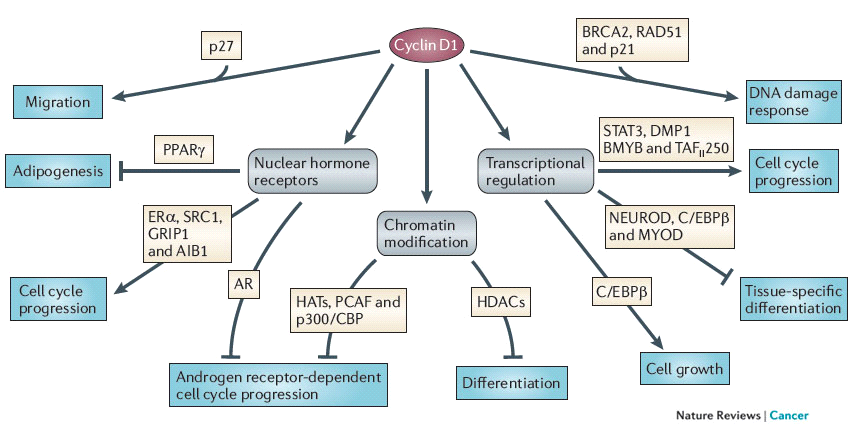 Cyclin D1
p27
BRCA2, RAD51
and p21
Migration
DNA damage
response
PPARγ
Adipogenesis
Nuclear hormone
receptors
Transcriptional
regulation
STAT3, DMP1
BMYB and TAFII250
Cell cycle
progression
ERα, SRC1,
GRIP1
and AIB1
Chromatin
modification
NEUROD, C/EBPβ
and MYOD
Cell cycle
progression
AR
HATs, PCAF and
p300/CBP
HDACs
C/EBPβ
Tissue-specific
differentiation
Androgen receptor-dependent
cell cycle progression
Differentiation
Cell growth
Nature Reviews | Cancer